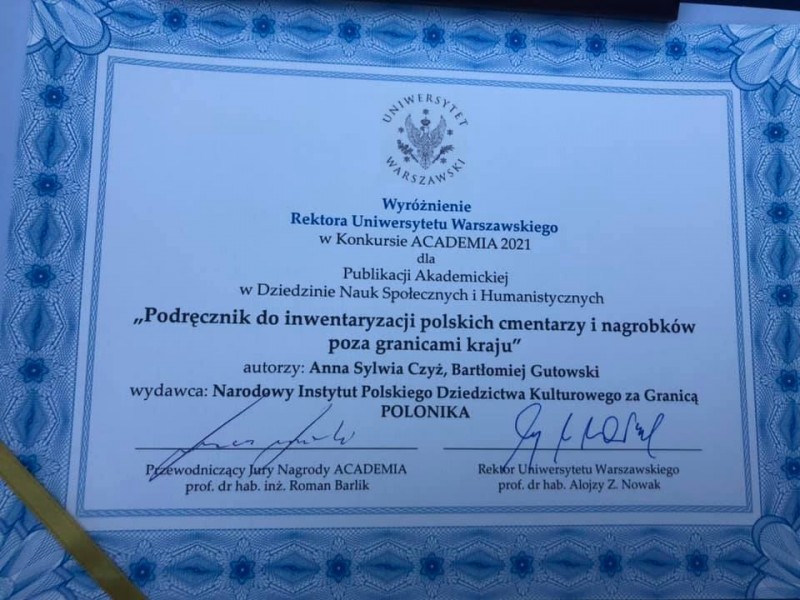 UNIWERSYTET
WARSZAWSKI
Wyróżnienie
Rektora Uniwersytetu Warszawskiego
w Konkursie ACADEMIA 2021
dla
Publikacji Akademickiej
w Dziedzinie Nauk Społecznych i Humanistycznych
„Podręcznik do inwentaryzacji polskich cmentarzy i nagrobków
poza granicami kraju”
autorzy: Anna Sylwia Czyż, Bartłomiej Gutowski
wydawca: Narodowy Instytut Polskiego Dziedzictwa Kulturowego za Granicą
POLONIKA
Przewodniczący Jury Nagrody ACADEMIA
prof. dr hab. inż. Roman Barlik
Rektor Uniwersytetu Warszawskiego
prof. dr hab. Alojzy Z. Nowak